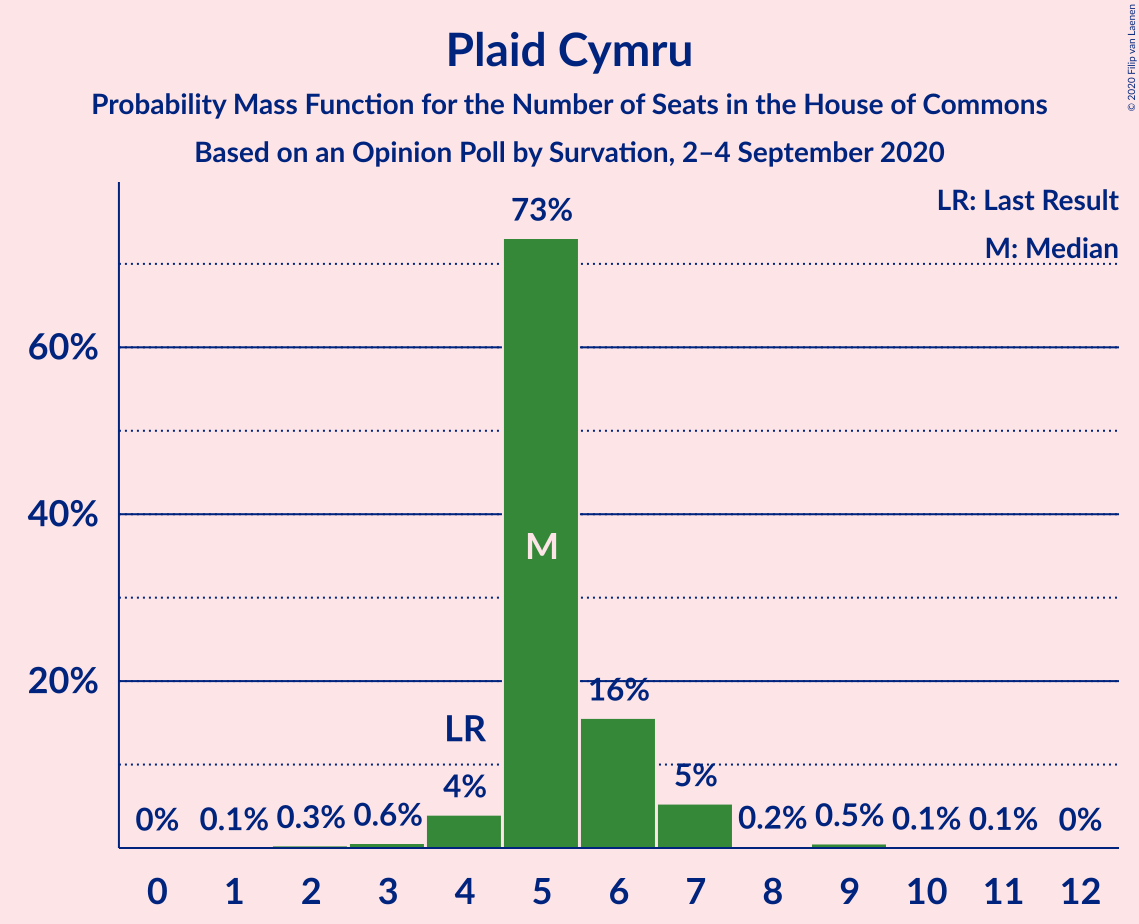 Plaid Cymru
Probability Mass Function for the Number of Seats in the House of Commons
Based on an Opinion Poll by Survation, 2–4 September 2020
© 2020 Filip van Laenen
LR: Last Result
M: Median
60%
40%
20%
0%
0.1%
0.3%
0.6%
LR
4%
73%
M
16%
5%
0.2%
0.5%
0.1%
0.1%
0%
0 1 2 3 4 5 6 7 8 9 10 11 12